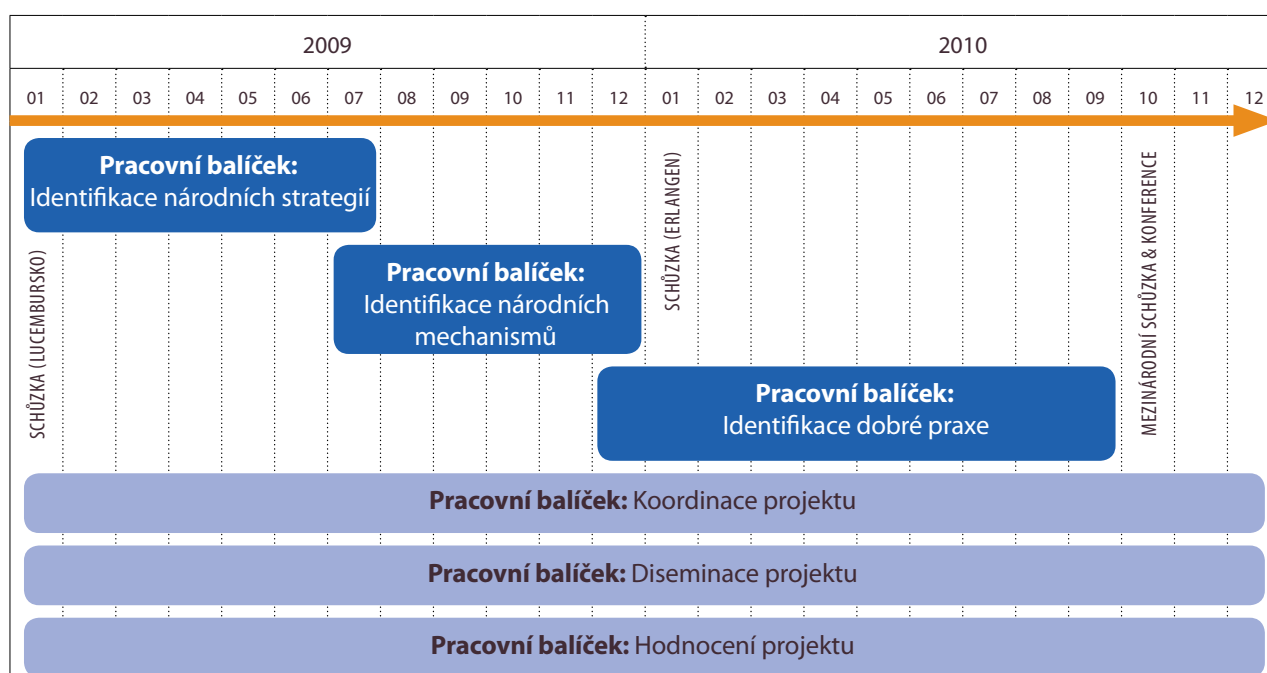 2009 2010
01 02 03 04 05 06 07 08 09 10 11 12 01 02 03 04 05 06 07 08 09 10 11 12
Pracovní balíček:
Identifikace národních strategií
SCHŮZKA (LUCEMBURSKO)
Pracovní balíček:
Identifikace národních
mechanismů
SCHŮZKA (ERLANGEN)
Pracovní balíček:
Identifikace dobré praxe
MEZINÁRODNÍ SCHŮZKA & KONFERENCE
Pracovní balíček: Koordinace projektu
Pracovní balíček: Diseminace projektu
Pracovní balíček: Hodnocení projektu